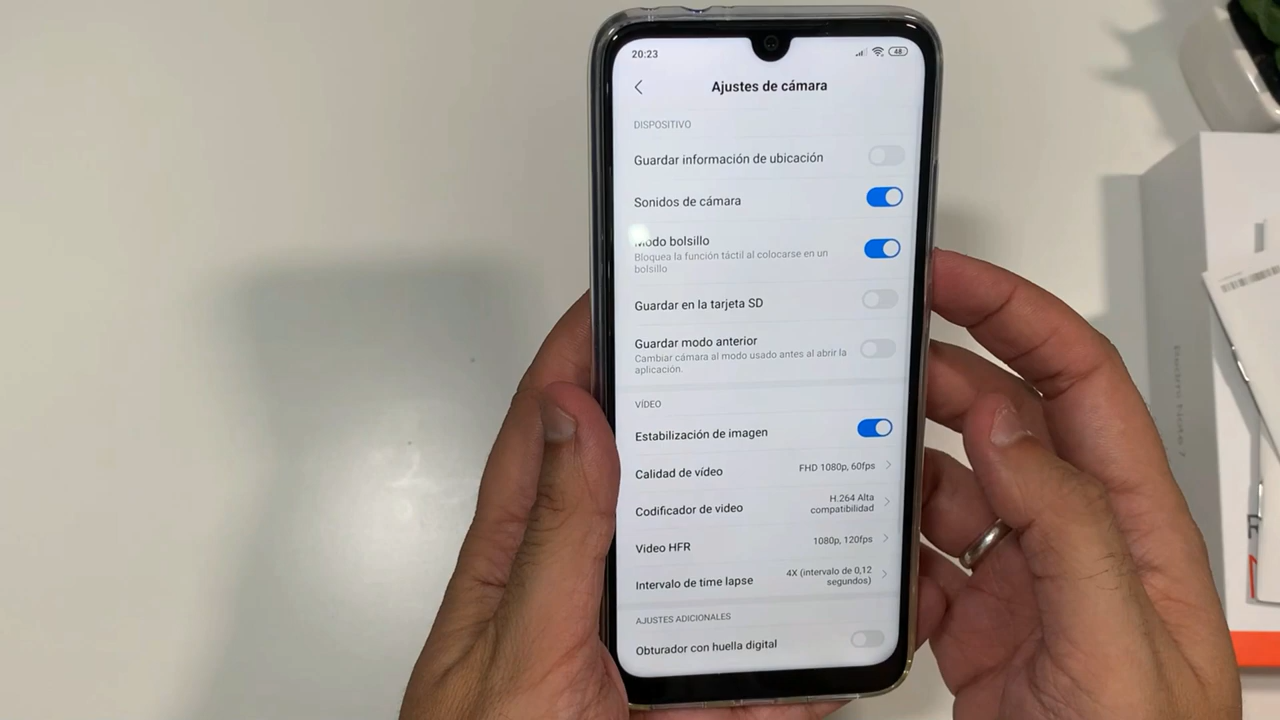 20:23
48
Ajustes de cámara
DISPOSITIVO
Guardar información de ubicación
Sonidos de cámara
Modo bolsillo
Bloquea la función táctil al colocarse en un
bolsillo
Guardar en la tarjeta SD
Guardar modo anterior
Cambiar cámara al modo usado antes al abrir la
aplicación.
VÍDEO
Estabilización de imagen
Calidad de vídeo
FHD 1080p, 60fps
Codificador de video
H.264 Alta
compatibilidad
Video HFR
1080p, 120fps
Intervalo de time lapse
4X (intervalo de 0,12
segundos)
AJUSTES ADICIONALES
Obturador con huella digital
Redmi Note 7